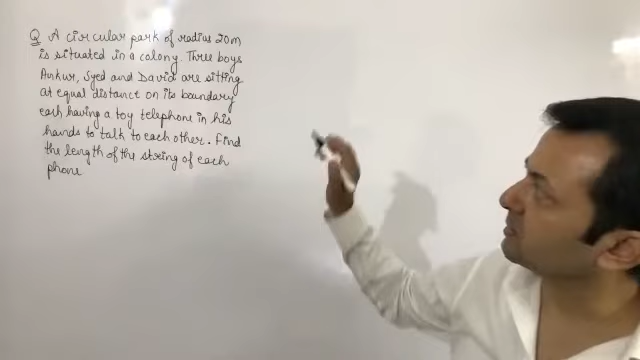 Q A circular park of radius 20m
is situated in a colony. Three boys
Ankur, Syed and David are sitting
at equal distance on its boundary
each having a toy telephone in his
hands to talk to each other. Find
the length of the string of each
phone